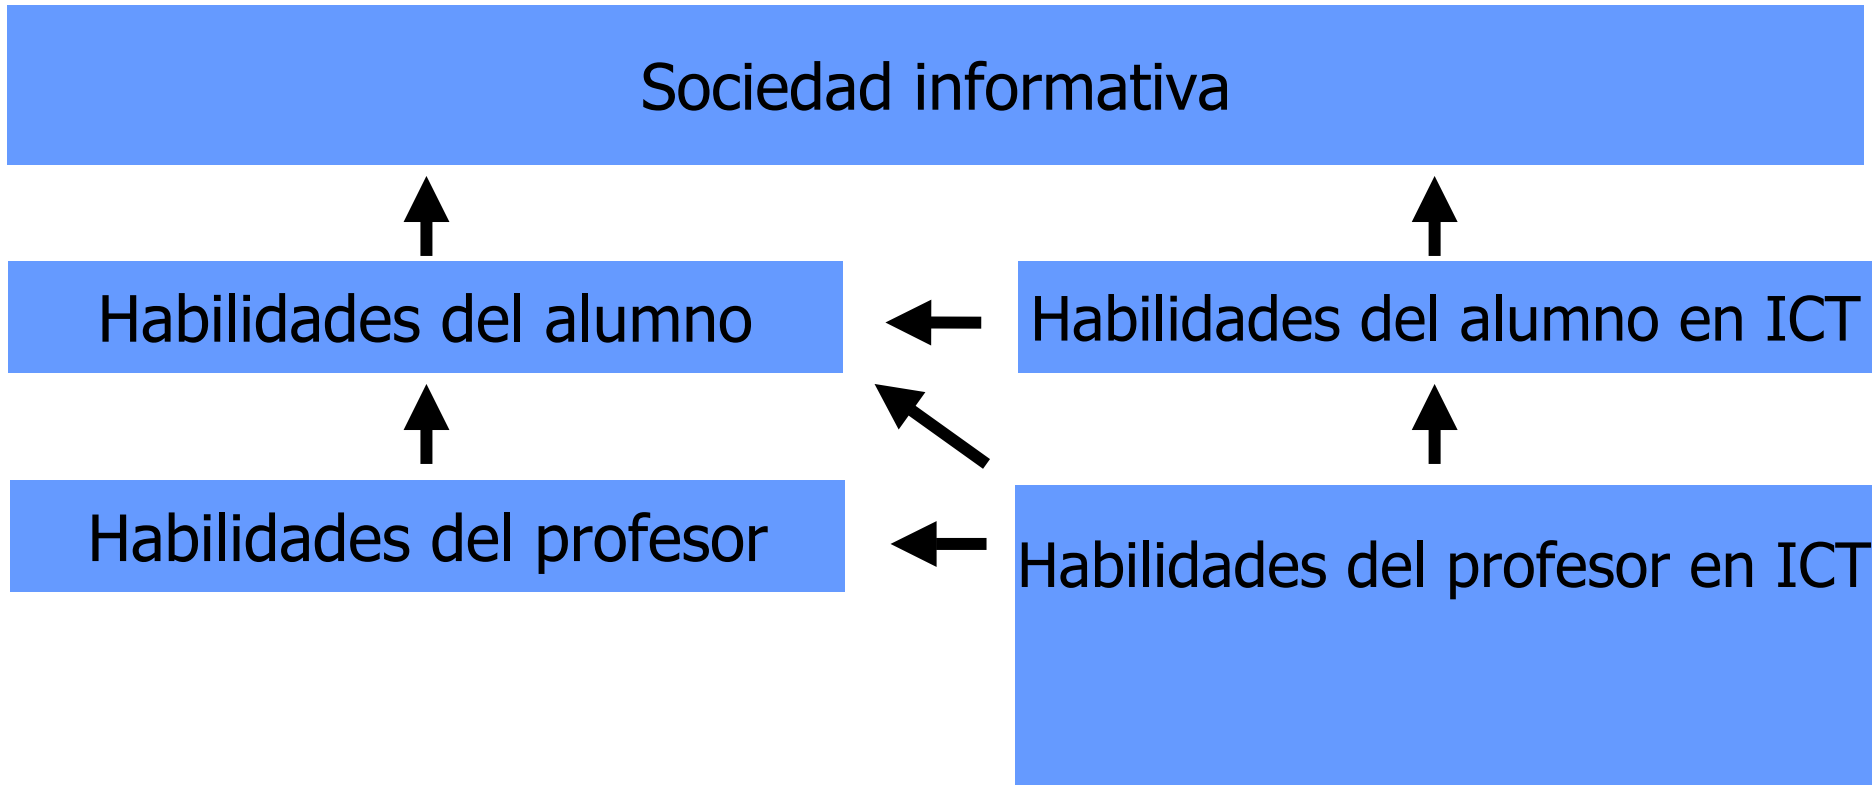 Sociedad informativa
Habilidades del alumno
Habilidades del alumno en ICT
Habilidades del profesor
Habilidades del profesor en ICT